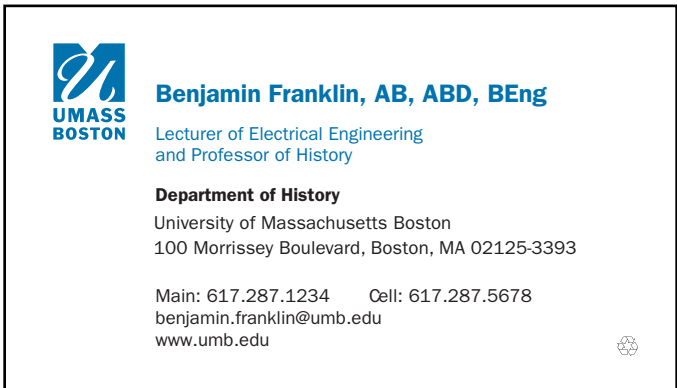 UMASS
BOSTON
Benjamin Franklin, AB, ABD, BEng
Lecturer of Electrical Engineering
and Professor of History
Department of History
University of Massachusetts Boston
100 Morrissey Boulevard, Boston, MA 02125-3393
Main: 617.287.1234 Cell: 617.287.5678
benjamin.franklin@umb.edu
www.umb.edu